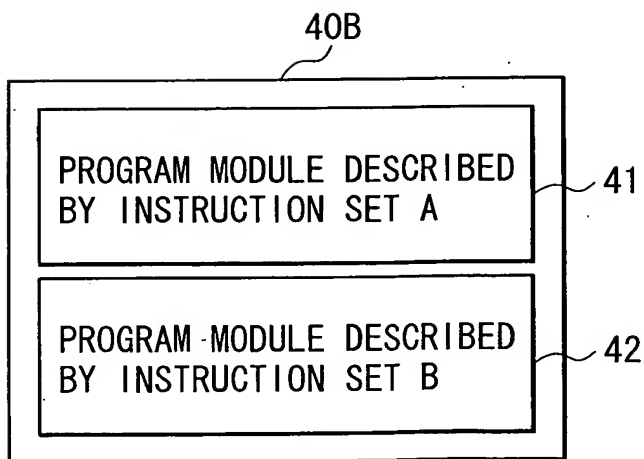 40B
PROGRAM MODULE DESCRIBED
BY INSTRUCTION SET A
41
PROGRAM MODULE DESCRIBED
BY INSTRUCTION SET B
42